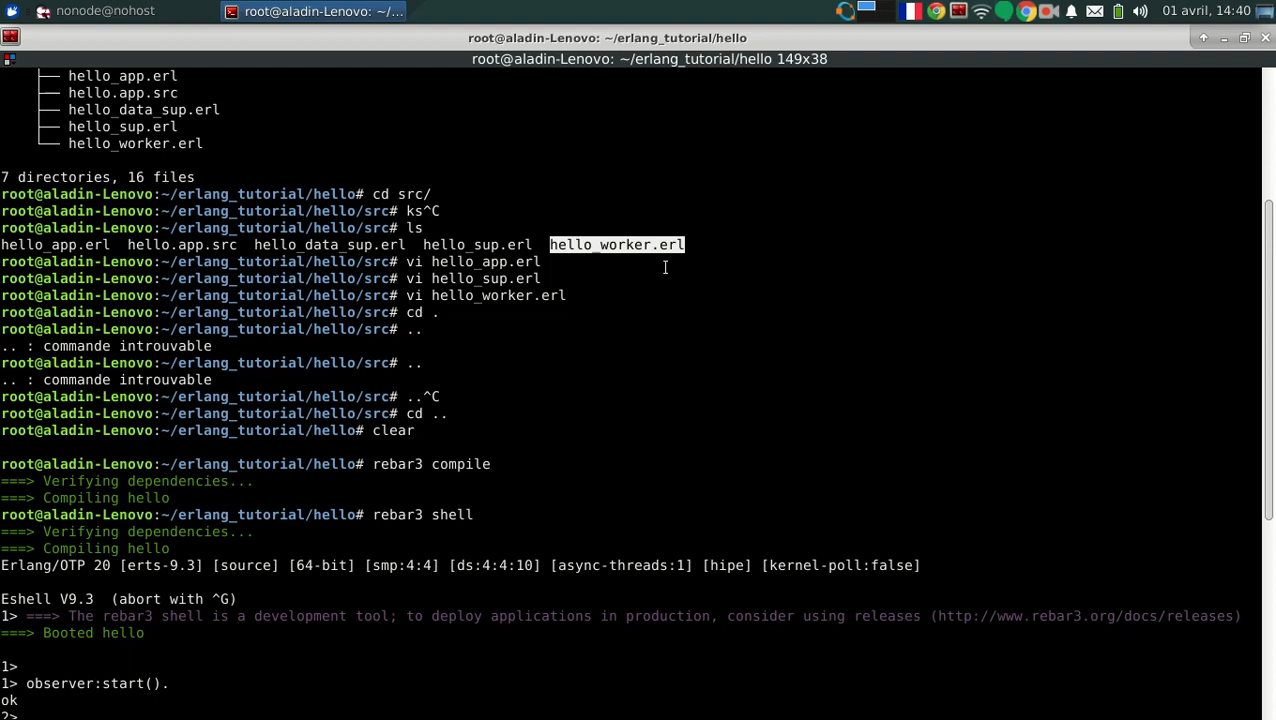 nonode@nohost
root@aladin-Lenovo: ~/...
01 avril, 14:40
root@aladin-Lenovo: ~/erlang_tutorial/hello
root@aladin-Lenovo: ~/erlang_tutorial/hello 149x38
├── hello_app.erl
├── hello.app.src
├── hello_data_sup.erl
├── hello_sup.erl
└── hello_worker.erl
7 directories, 16 files
root@aladin-Lenovo:~/erlang_tutorial/hello# cd src/
root@aladin-Lenovo:~/erlang_tutorial/hello/src# ks^C
root@aladin-Lenovo:~/erlang_tutorial/hello/src# ls
hello_app.erl  hello.app.src  hello_data_sup.erl  hello_sup.erl  hello_worker.erl
root@aladin-Lenovo:~/erlang_tutorial/hello/src# vi hello_app.erl
root@aladin-Lenovo:~/erlang_tutorial/hello/src# vi hello_sup.erl
root@aladin-Lenovo:~/erlang_tutorial/hello/src# vi hello_worker.erl
root@aladin-Lenovo:~/erlang_tutorial/hello/src# cd .
root@aladin-Lenovo:~/erlang_tutorial/hello/src# ..
.. : commande introuvable
root@aladin-Lenovo:~/erlang_tutorial/hello/src# ..
.. : commande introuvable
root@aladin-Lenovo:~/erlang_tutorial/hello/src# ..^C
root@aladin-Lenovo:~/erlang_tutorial/hello/src# cd ..
root@aladin-Lenovo:~/erlang_tutorial/hello# clear
root@aladin-Lenovo:~/erlang_tutorial/hello# rebar3 compile
===> Verifying dependencies...
===> Compiling hello
root@aladin-Lenovo:~/erlang_tutorial/hello# rebar3 shell
===> Verifying dependencies...
===> Compiling hello
Erlang/OTP 20 [erts-9.3] [source] [64-bit] [smp:4:4] [ds:4:4:10] [async-threads:1] [hipe] [kernel-poll:false]
Eshell V9.3  (abort with ^G)
1> ===> The rebar3 shell is a development tool; to deploy applications in production, consider using releases (http://www.rebar3.org/docs/releases)
===> Booted hello
1>
1> observer:start().
ok
2>